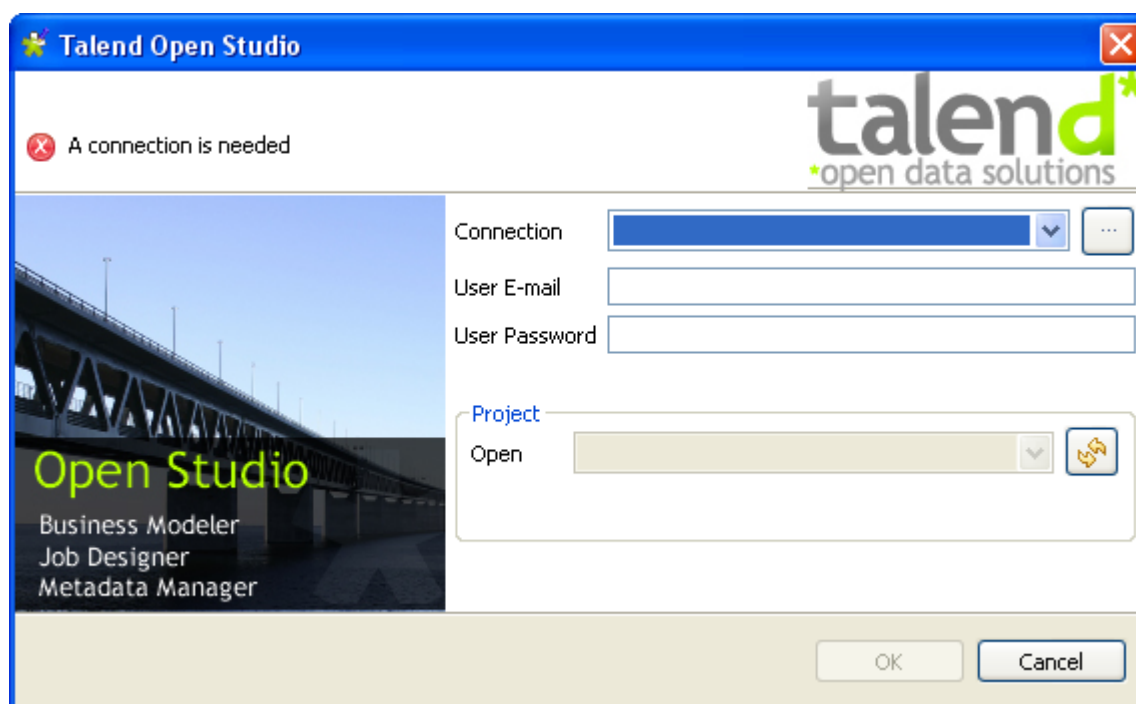 Talend Open Studio
A connection is needed
talend*
*open data solutions
Connection
...
User E-mail
User Password
Project
Open
Open Studio
Business Modeler
Job Designer
Metadata Manager
OK
Cancel